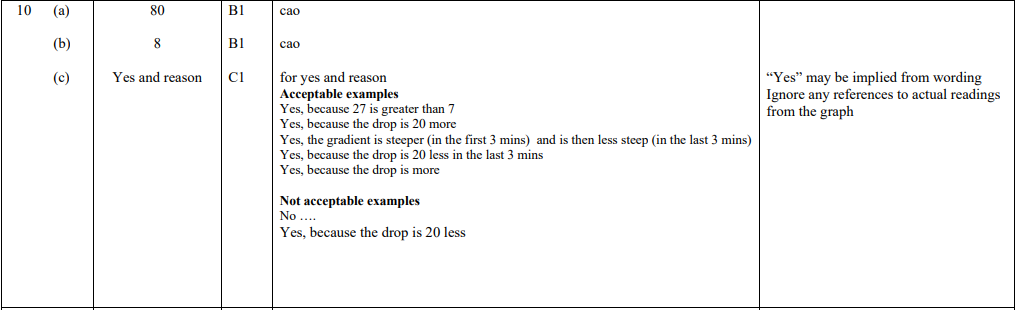 10 (a) 80 B1 cao
(b) 8 B1 cao
(c) Yes and reason C1 for yes and reason “Yes” may be implied from wording
Acceptable examples Ignore any references to actual readings
Yes, because 27 is greater than 7 from the graph
Yes, because the drop is 20 more
Yes, the gradient is steeper (in the first 3 mins) and is then less steep (in the last 3 mins)
Yes, because the drop is 20 less in the last 3 mins
Yes, because the drop is more
Not acceptable examples
No ….
Yes, because the drop is 20 less